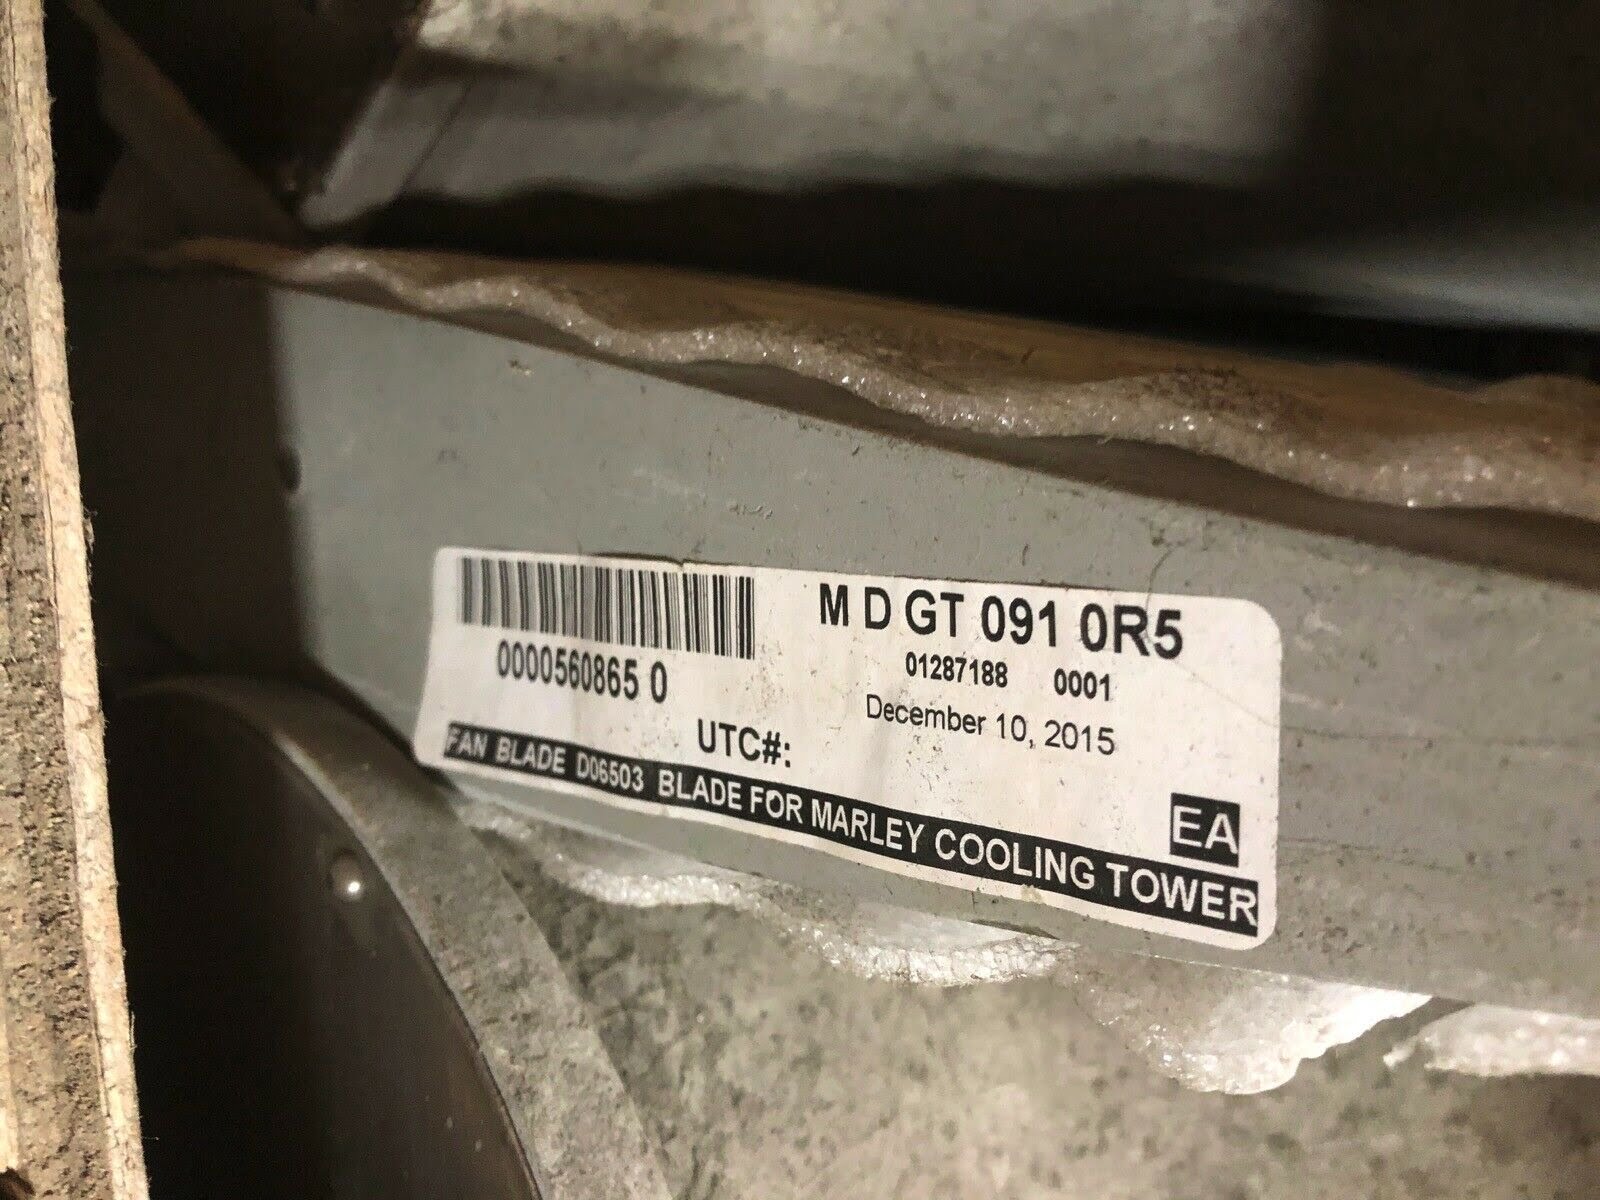 M D GT 091 0R5
0000560865 0
01287188 0001
December 10, 2015
UTC#:
EA
FAN BLADE D06503 BLADE FOR MARLEY COOLING TOWER